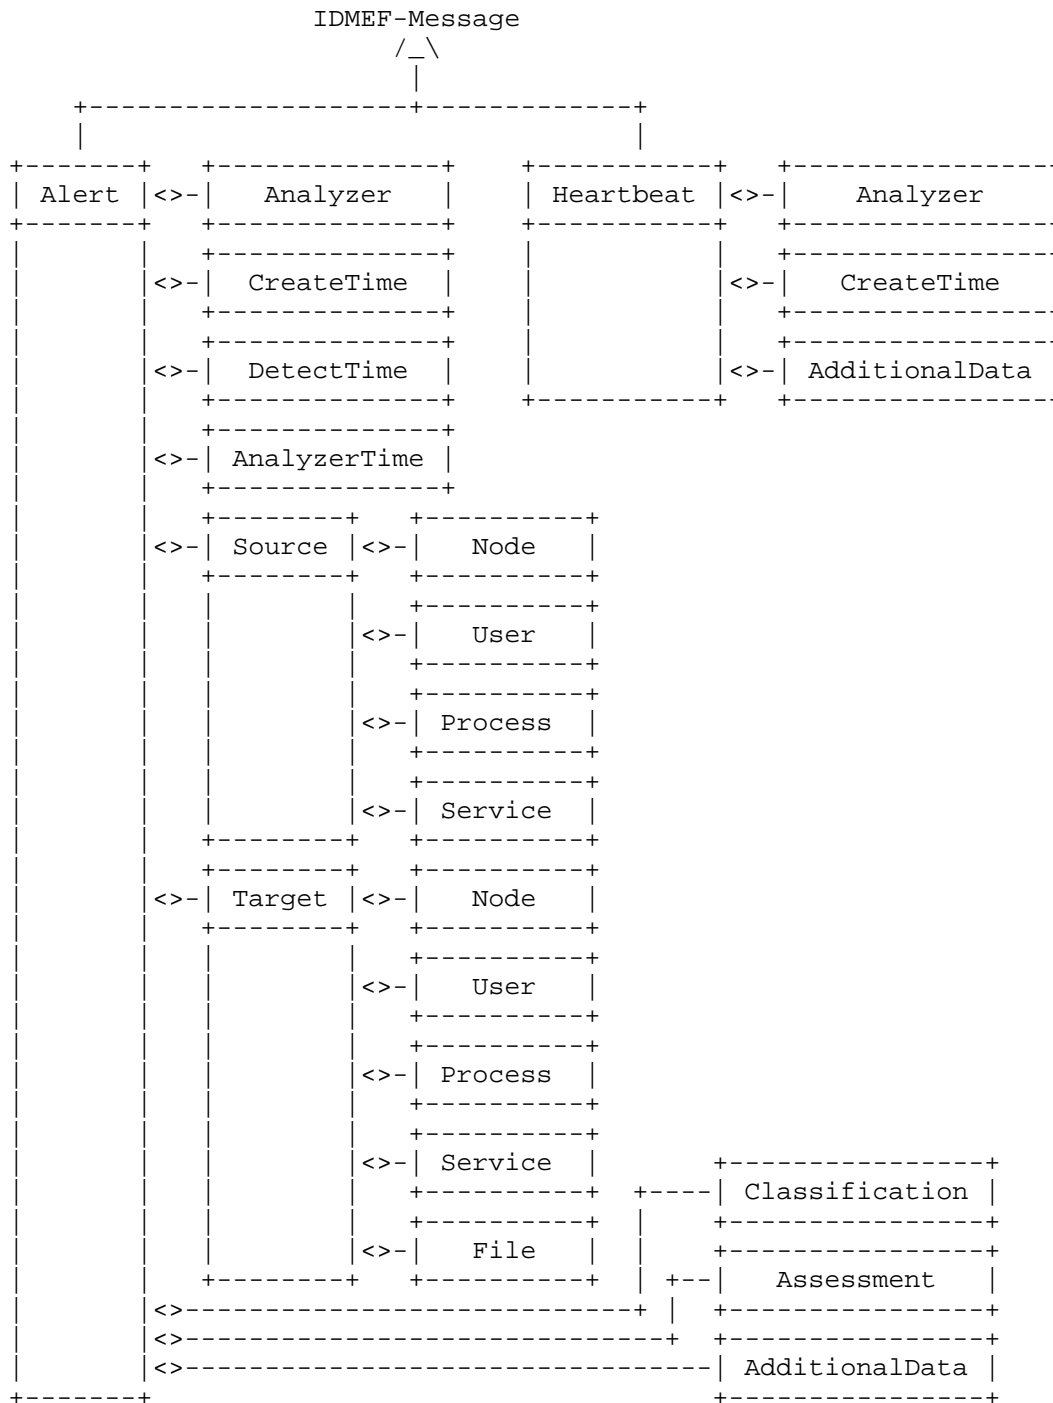 IDMEF-Message
Alert Analyzer Heartbeat Analyzer
CreateTime CreateTime
DetectTime AdditionalData
AnalyzerTime
Source Node
User
Process
Service
Target Node
User
Process
Service
Classification
File
Assessment
AdditionalData